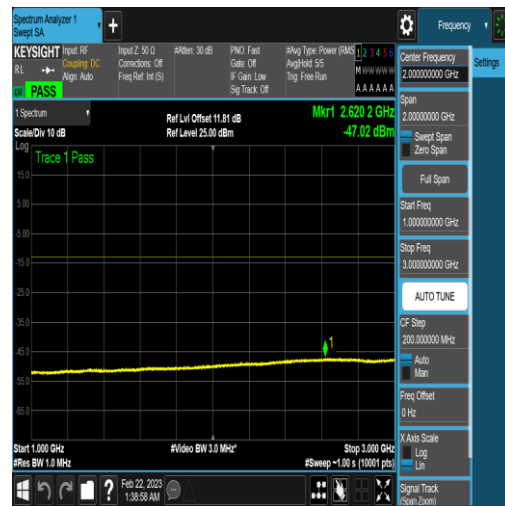 Spectrum Analyzer 1
Swept SA
Frequency
KEYSIGHT
Input: RF
Input Z: 50 Ω
#Atten: 30 dB
PNO: Fast
#Avg Type: Power (RMS
1 2 3 4 5 6
RL
Coupling: DC
Corrections: Off
Gate: Off
Avg|Hold: 5/5
M W W W W W
Align: Auto
Freq Ref: Int (S)
IF Gain: Low
Trig: Free Run
Sig Track: Off
A A A A A A
PASS
Center Frequency
2.000000000 GHz
Settings
Span
2.00000000 GHz
Swept Span
Zero Span
Full Span
Start Freq
1.000000000 GHz
Stop Freq
3.000000000 GHz
AUTO TUNE
CF Step
200.000000 MHz
Auto
Man
Freq Offset
0 Hz
X Axis Scale
Log
Lin
Signal Track
(Span Zoom)
1 Spectrum
Scale/Div 10 dB
Ref Lvl Offset 11.81 dB
Ref Level 25.00 dBm
Mkr1 2.620 2 GHz
-47.02 dBm
Log
Trace 1 Pass
15.0
5.00
-5.00
-15.0
-25.0
-35.0
-45.0
-55.0
-65.0
1
Start 1.000 GHz
#Video BW 3.0 MHz*
Stop 3.000 GHz
#Res BW 1.0 MHz
#Sweep ~1.00 s (10001 pts)
Feb 22, 2023
1:38:58 AM